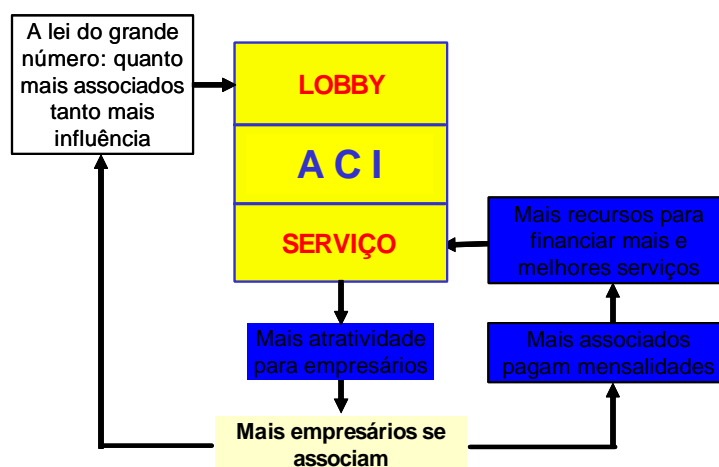 A lei do grande
número: quanto
mais associados
tanto mais
influência
LOBBY
A C I
SERVIÇO
Mais recursos para
financiar mais e
melhores serviços
Mais atratividade
para empresários
Mais associados
pagam mensalidades
Mais empresários se
associam